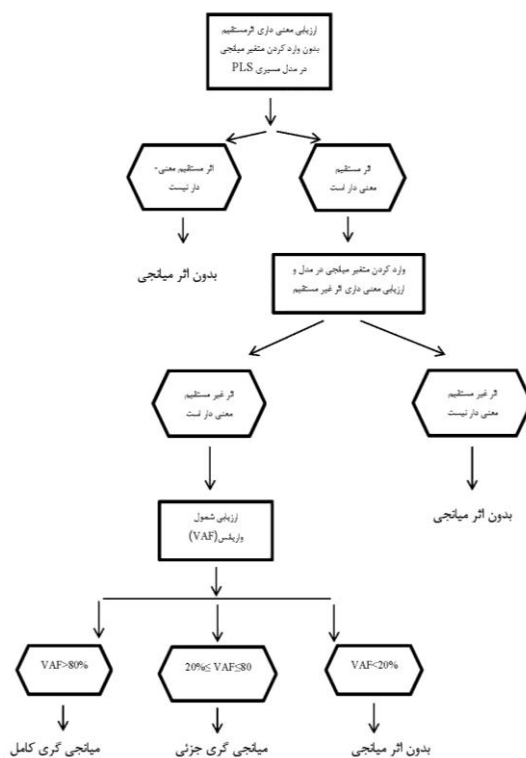 ارزیابی معنی داری اثرمستقیم
بدون وارد کردن متغیر میانجی
در مدل مسیری PLS
اثر مستقیم
معنی دار است
اثر مستقیم معنی-
دار نیست
بدون اثر میانجی
وارد کردن متغیر میانجی در مدل و
ارزیابی معنی داری اثر غیر مستقیم
اثر غیر مستقیم
معنی دار نیست
اثر غیر مستقیم
معنی دار است
بدون اثر میانجی
ارزیابی شمول
واریانس(VAF)
VAF<20%
20%≤ VAF≤80
VAF>80%
بدون اثر میانجی
میانجی گری جزئی
میانجی گری کامل